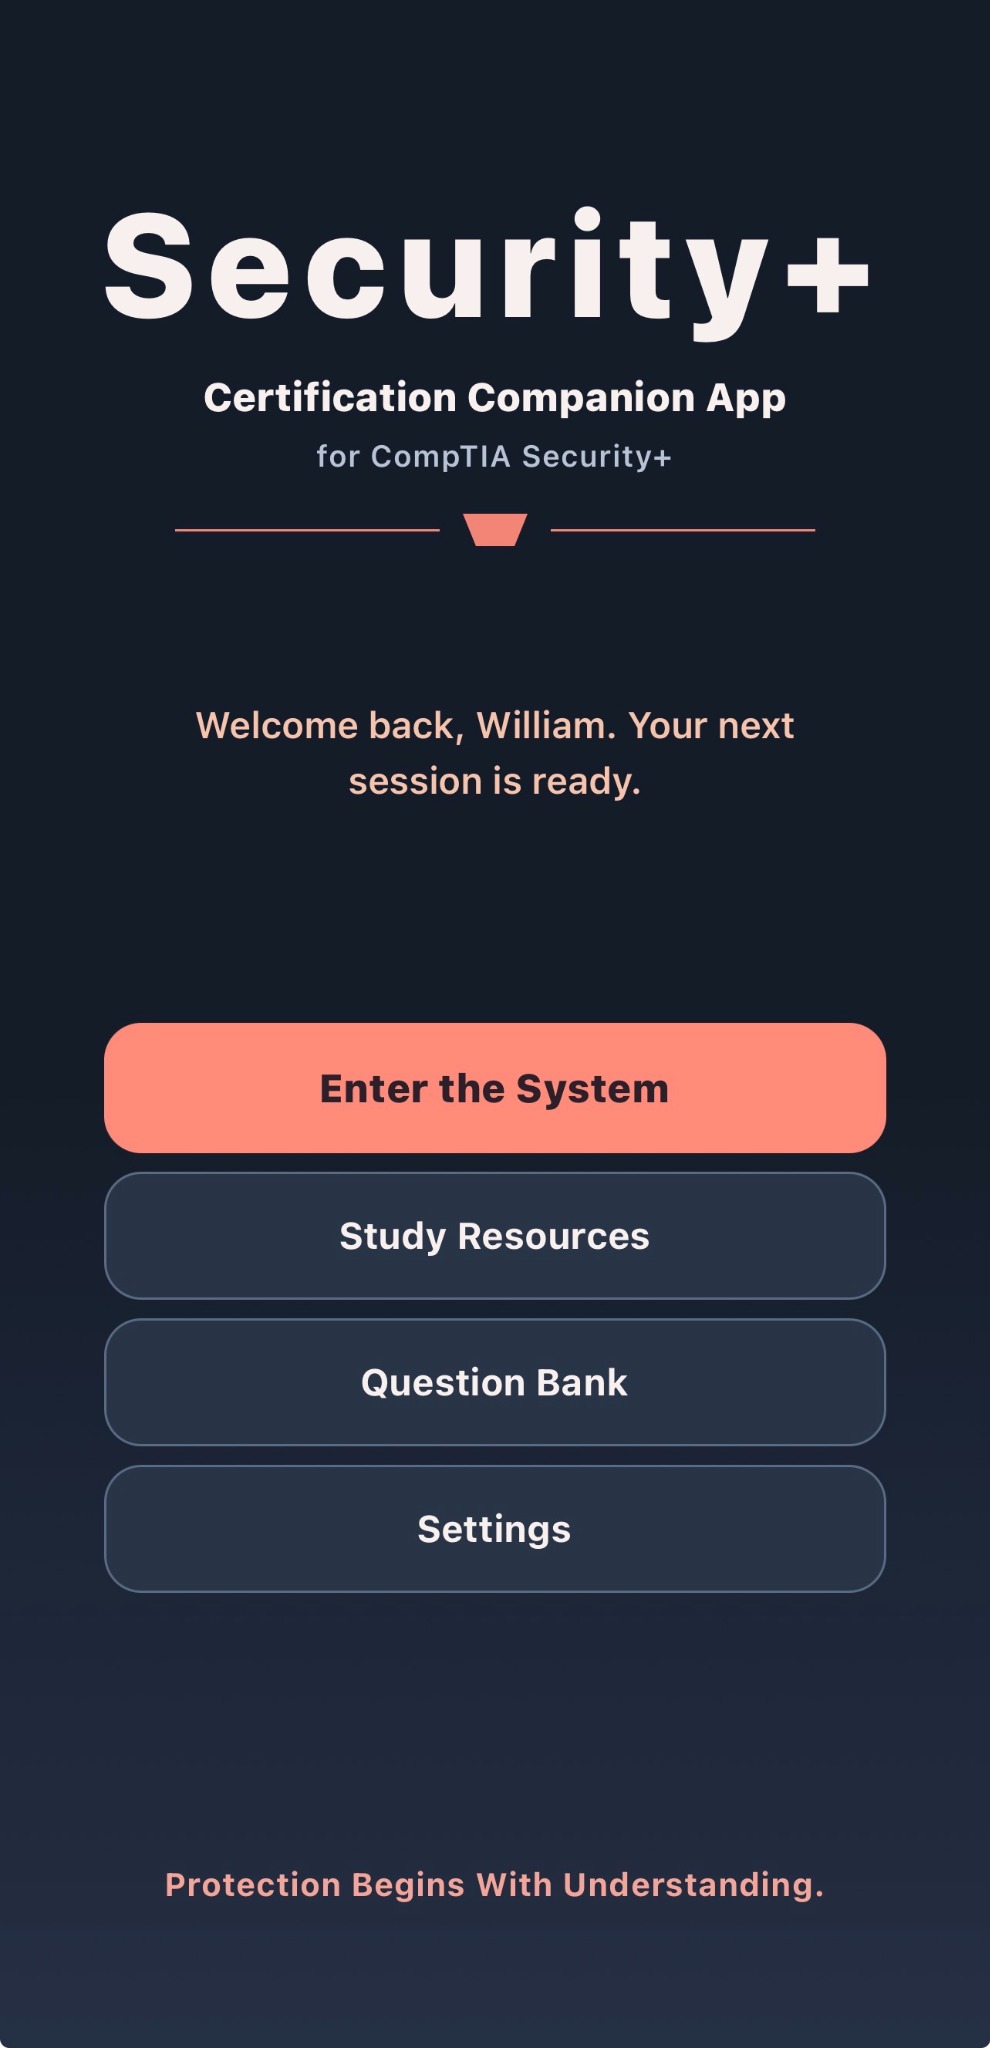 Security+
Certification Companion App
for CompTIA Security+
Welcome back, William. Your next
session is ready.
Enter the System
Study Resources
Question Bank
Settings
Protection Begins With Understanding.